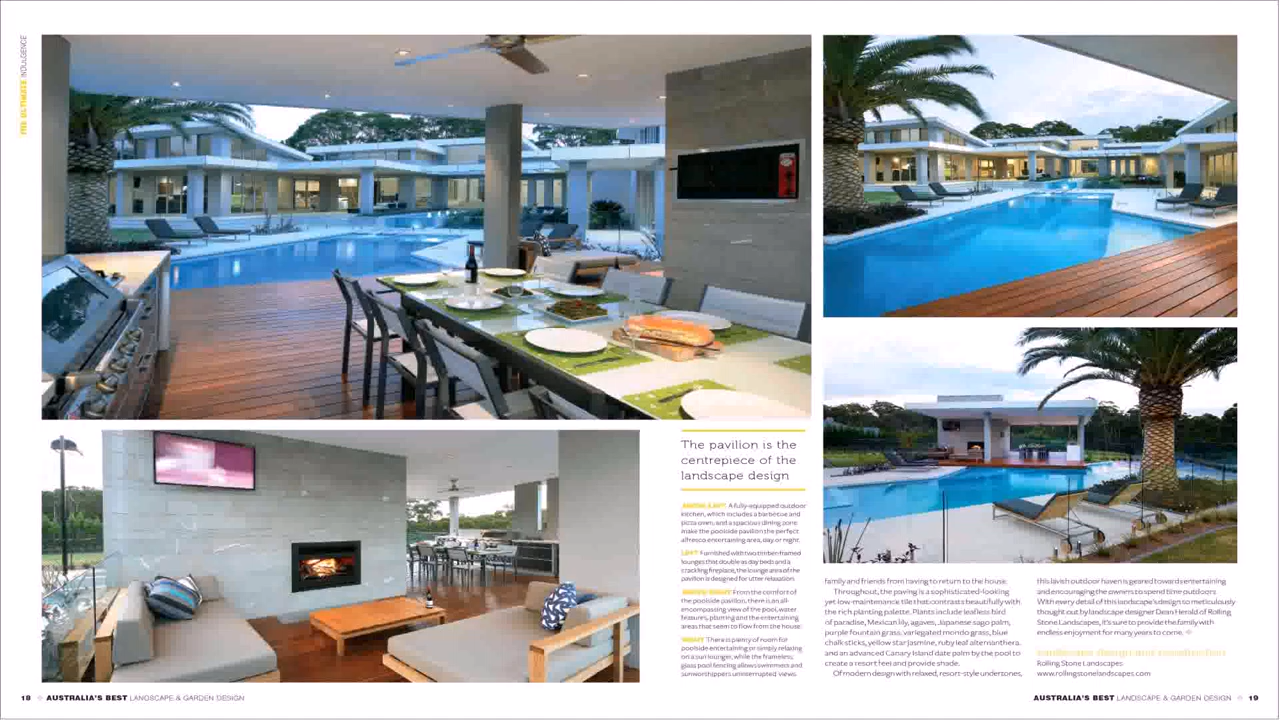 THE ULTIMATE INDULGENCE
The pavilion is the
centrepiece of the
landscape design
A fully-equipped outdoor
kitchen, which includes a barbecue and
pizza oven, and a spacious dining zone
make the poolside pavilion the perfect
alfresco entertaining area, day or night.
LEFT Furnished with two timber-framed
lounges that double as day beds and a
crackling fireplace, the lounge area of the
pavilion is designed for utter relaxation.
ABOVE RIGHT From the comfort of
the poolside pavilion, there is an all-
encompassing view of the pool, water
features, planting and the entertaining
areas that seem to flow from the house.
RIGHT There is plenty of room for
poolside entertaining or simply relaxing
on a sun lounger, while the frameless
glass pool fencing allows swimmers and
sunworshippers uninterrupted views.
family and friends from having to return to the house.
Throughout, the paving is a sophisticated-looking
yet low-maintenance tile that contrasts beautifully with
the rich planting palette. Plants include leafless bird
of paradise, Mexican lily, agaves, Japanese sago palm,
purple fountain grass, variegated mondo grass, blue
chalk sticks, yellow star jasmine, ruby leaf alternanthera
and an advanced Canary Island date palm by the pool to
create a resort feel and provide shade.
Of modern design with relaxed, resort-style undertones,
this lavish outdoor haven is geared towards entertaining
and encouraging the owners to spend time outdoors.
With every detail of this landscape's design so meticulously
thought out by landscape designer Dean Herald of Rolling
Stone Landscapes, it's sure to provide the family with
endless enjoyment for many years to come.
Landscape design and construction
Rolling Stone Landscapes
www.rollingstonelandscapes.com
18 AUSTRALIA'S BEST LANDSCAPE & GARDEN DESIGN
AUSTRALIA'S BEST LANDSCAPE & GARDEN DESIGN 19